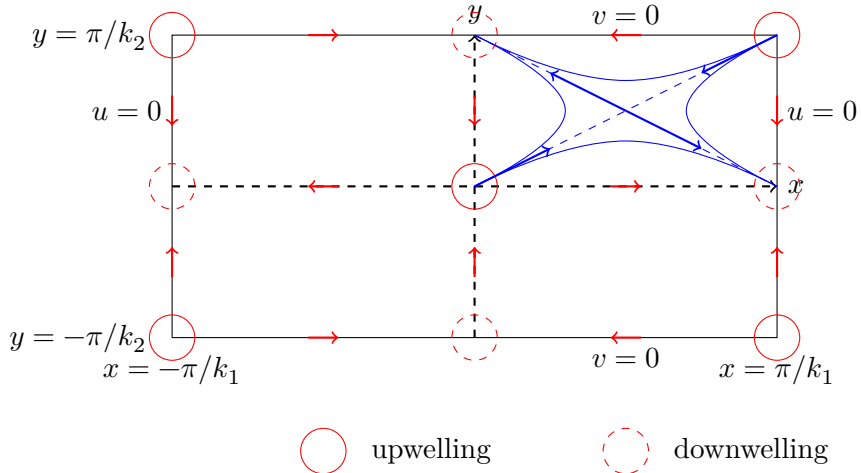 y
v = 0
y = π/k₂
u = 0
u = 0
x
y = −π/k₂
v = 0
x = −π/k₁
x = π/k₁
upwelling
downwelling